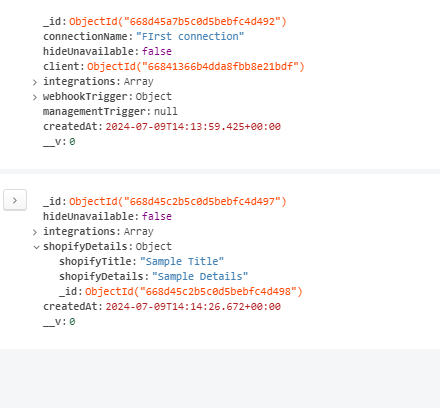 _id: ObjectId("668d45a7b5c0d5bebfc4d492")
connectionName: "FIrst connection"
hideUnavailable: false
client: ObjectId("66841366b4dda8fbb8e21bdf")
integrations: Array
webhookTrigger: Object
managementTrigger: null
createdAt: 2024-07-09T14:13:59.425+00:00
__v: 0
_id: ObjectId("668d45c2b5c0d5bebfc4d497")
hideUnavailable: false
integrations: Array
shopifyDetails: Object
shopifyTitle: "Sample Title"
shopifyDetails: "Sample Details"
_id: ObjectId("668d45c2b5c0d5bebfc4d498")
createdAt: 2024-07-09T14:14:26.672+00:00
__v: 0